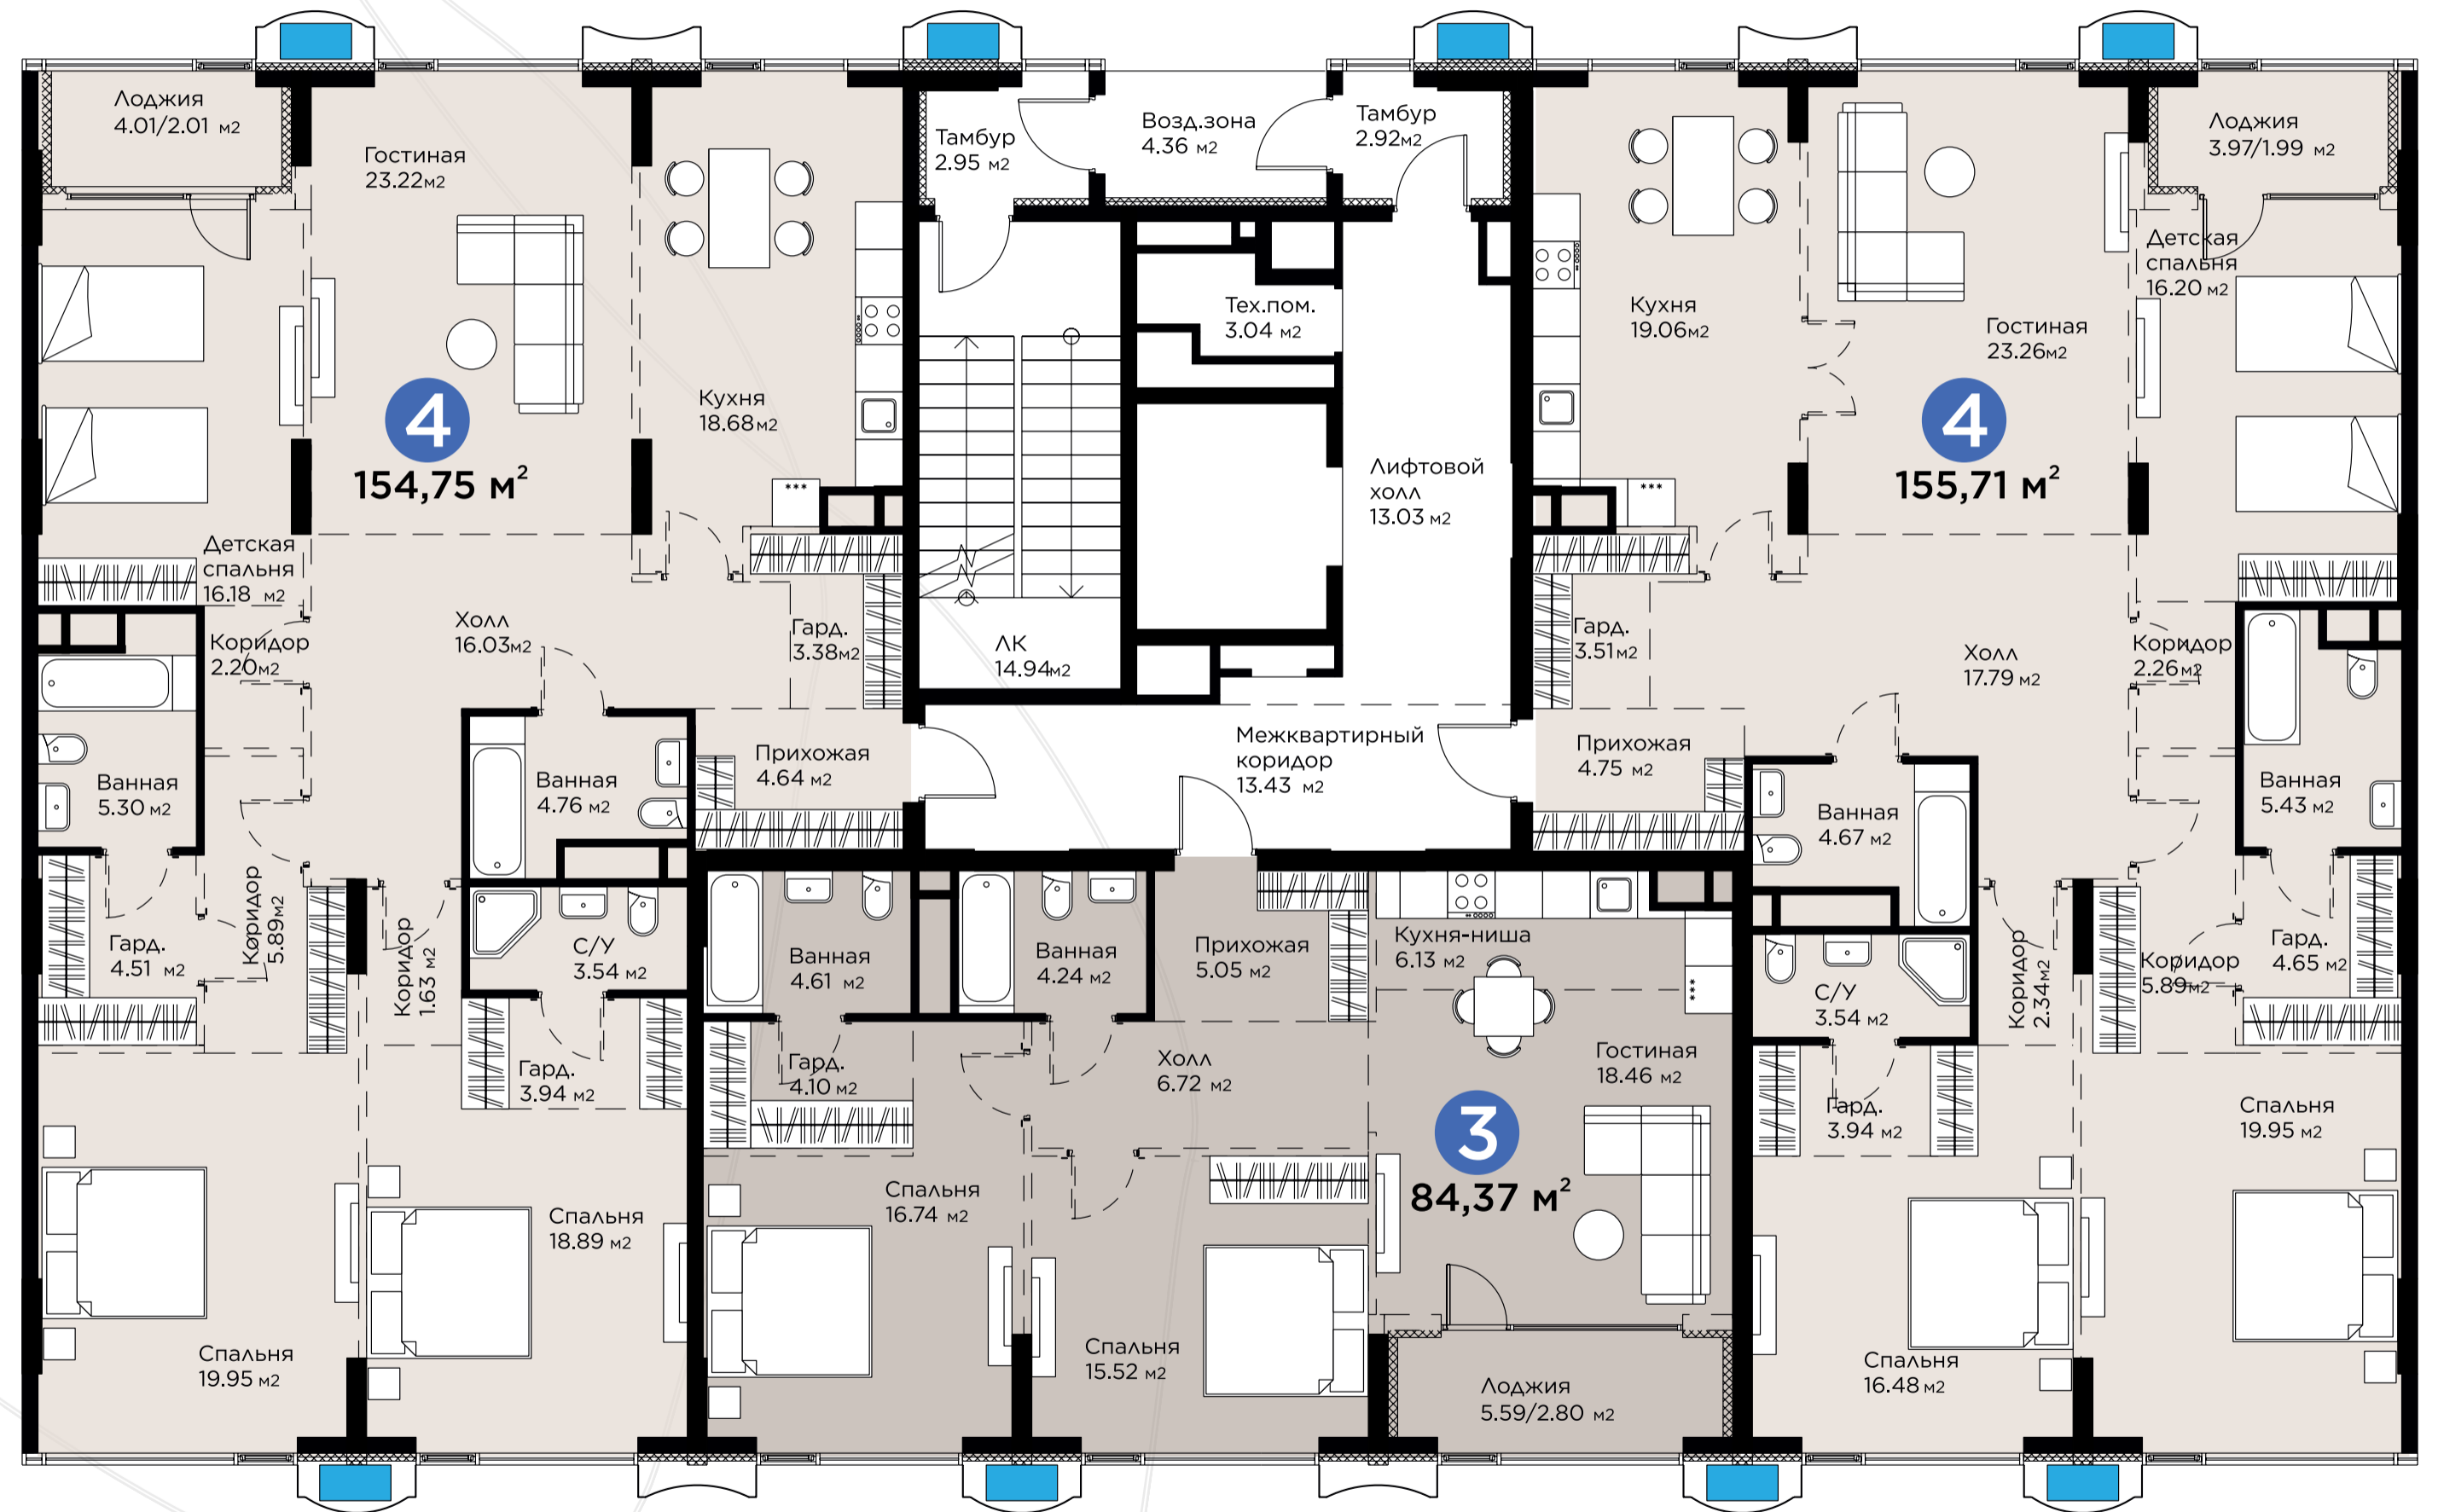 Лоджия
4.01/2.01 м2
Гостиная
23.22м2
Тамбур
2.95 м2
Возд.зона
4.36 м2
Тамбур
2.92м2
Лоджия
3.97/1.99 м2
Детская
спальня
16.20 м2
Тех.пом.
3.04 м2
Кухня
19.06м2
Гостиная
23.26м2
4
154,75 м²
Кухня
18.68м2
4
155,71 м²
Лифтовой
холл
13.03 м2
***
***
Детская
спальня
16.18 м2
Коридор
2.20м2
Холл
16.03м2
Гард.
3.38м2
ЛК
14.94м2
Гард.
3.51м2
Холл
17.79 м2
Коридор
2.26м2
Ванная
5.30 м2
Ванная
4.76 м2
Прихожая
4.64 м2
Межквартирный
коридор
13.43 м2
Прихожая
4.75 м2
Ванная
4.67 м2
Ванная
5.43 м2
Гард.
4.51 м2
Коридор
5.89м2
Коридор
1.63 м2
С/У
3.54 м2
Ванная
4.61 м2
Ванная
4.24 м2
Прихожая
5.05 м2
Кухня-ниша
6.13 м2
***
С/У
3.54 м2
Коридор
2.34м2
Коридор
5.89м2
Гард.
4.65 м2
Гард.
3.94 м2
Гард.
4.10 м2
Холл
6.72 м2
Гостиная
18.46 м2
3
84,37 м²
Гард.
3.94 м2
Спальня
19.95 м2
Спальня
18.89 м2
Спальня
16.74 м2
Спальня
19.95 м2
Спальня
15.52 м2
Лоджия
5.59/2.80 м2
Спальня
16.48 м2